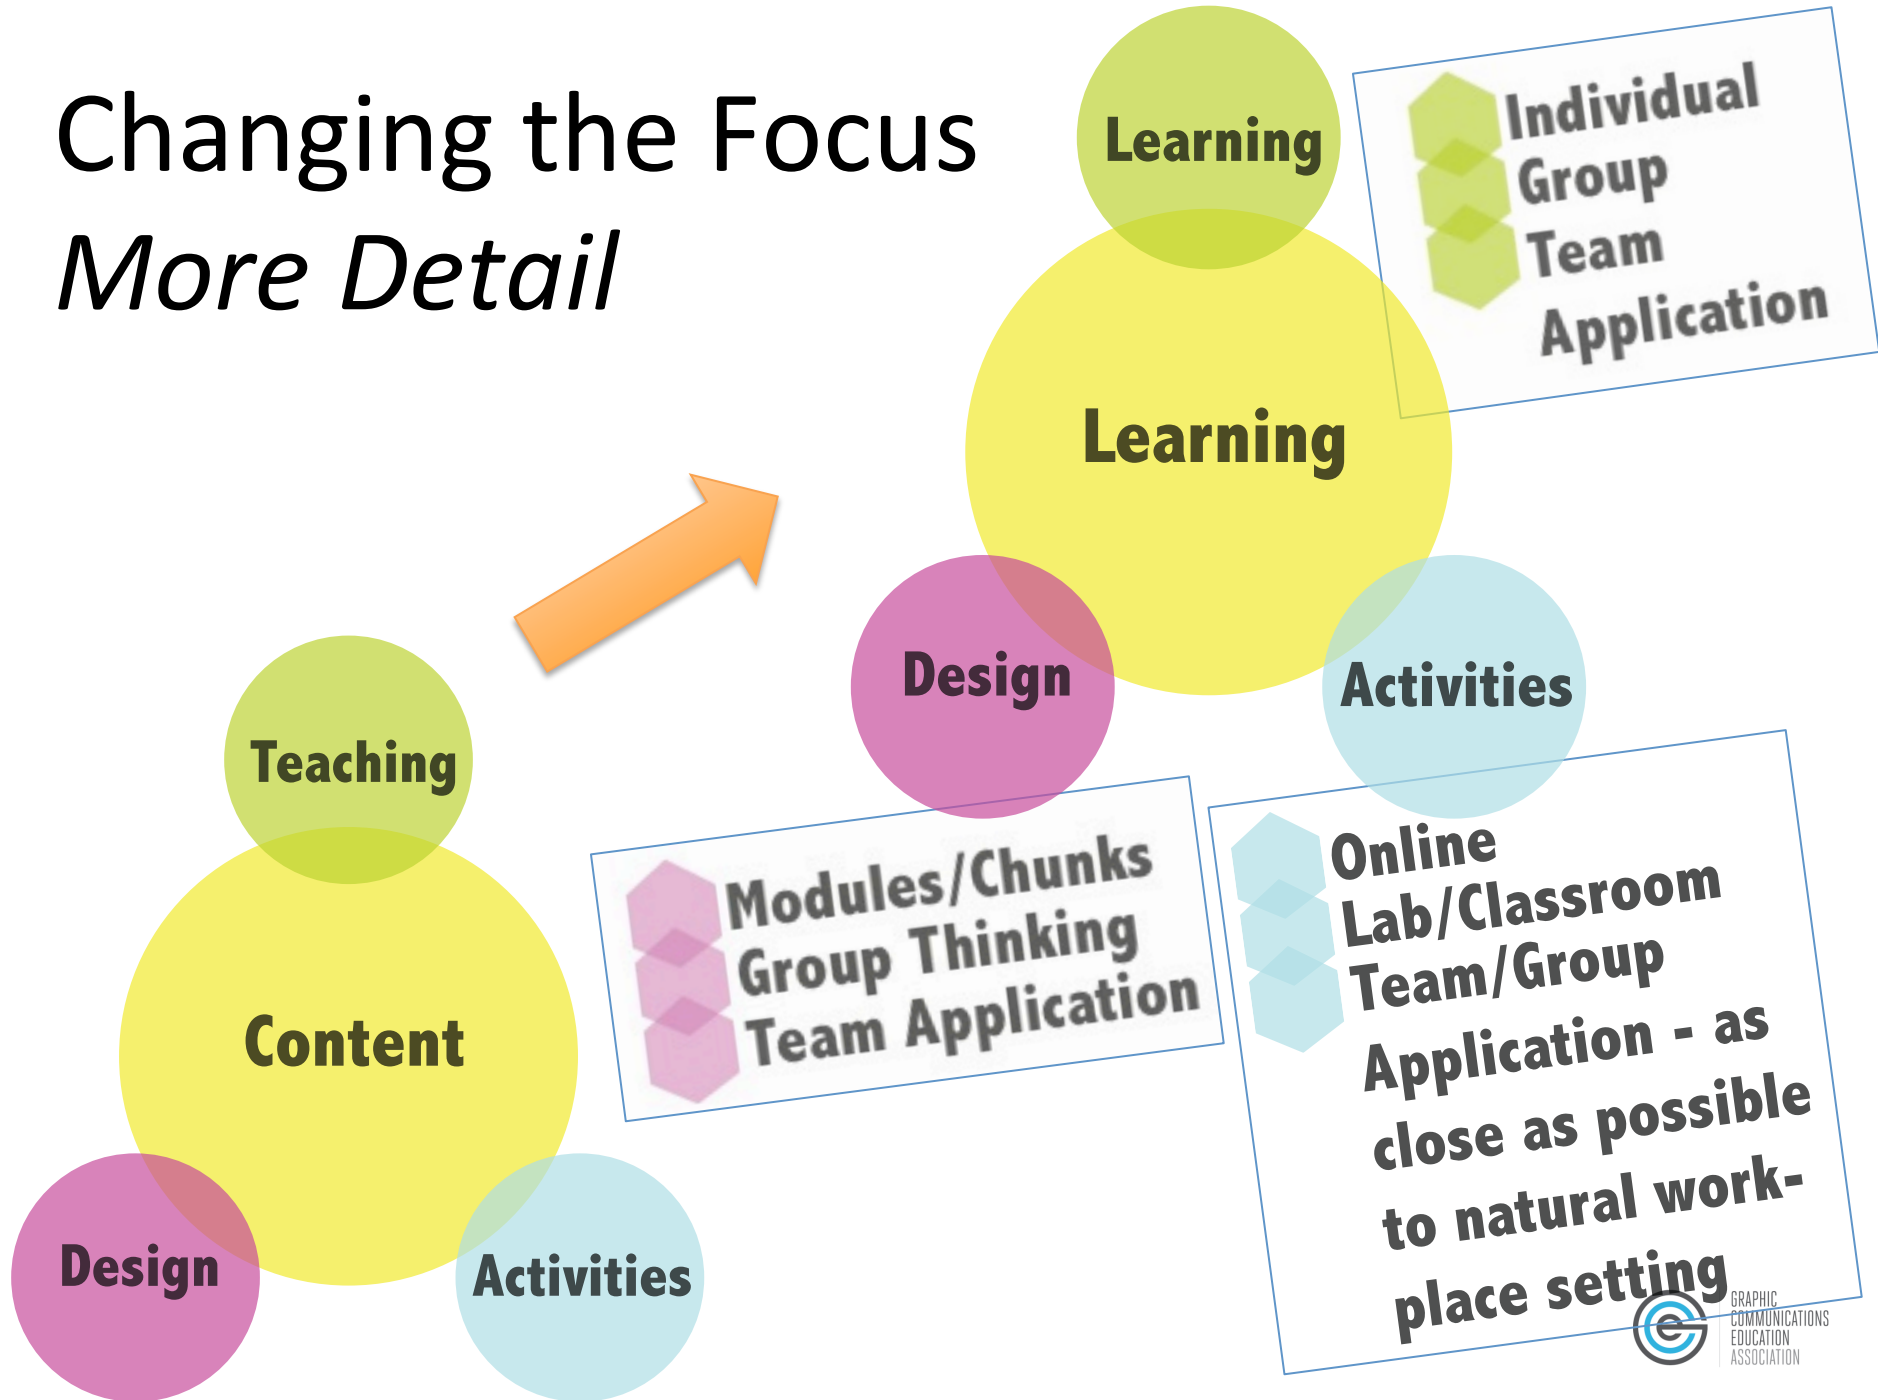 Changing the Focus
More Detail
Learning
Individual
Group
Team
Application
Learning
Design
Activities
Teaching
Content
Design
Activities
Modules/Chunks
Group Thinking
Team Application
Online
Lab/Classroom
Team/Group
Application - as
close as possible
to natural work-
place setting
GRAPHIC
COMMUNICATIONS
EDUCATION
ASSOCIATION